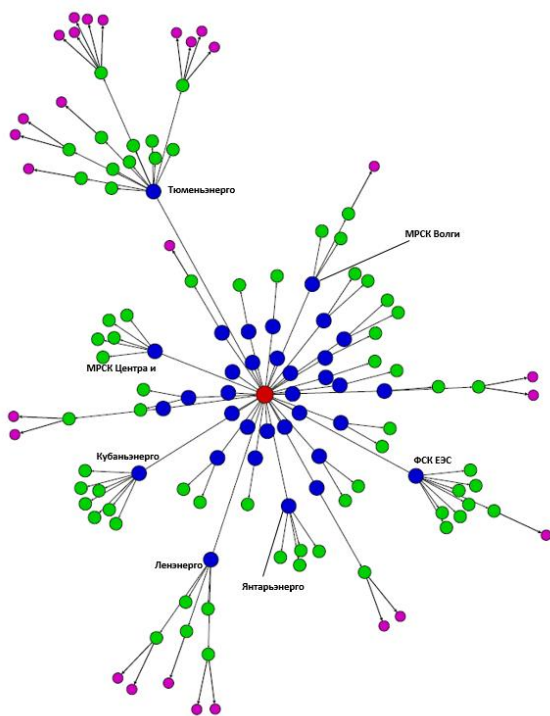 Тюменьэнерго
МРСК Волги
МРСК Центра и
Кубаньэнерго
ФСК ЕЭС
Ленэнерго
Янтарьэнерго